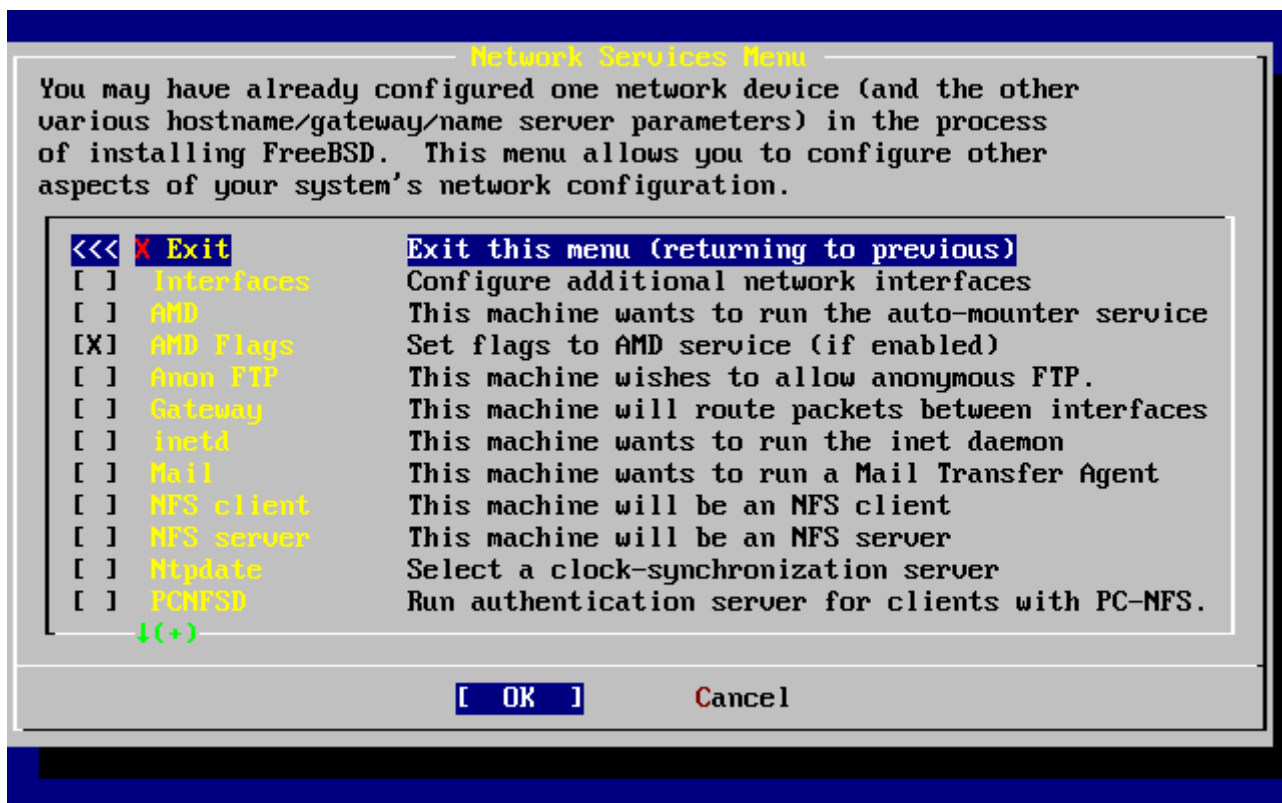 Network Services Menu
You may have already configured one network device (and the other
various hostname/gateway/name server parameters) in the process
of installing FreeBSD.  This menu allows you to configure other
aspects of your system's network configuration.
<<< X Exit Exit this menu (returning to previous)
[ ] Interfaces Configure additional network interfaces
[ ] AMD This machine wants to run the auto-mounter service
[X] AMD Flags Set flags to AMD service (if enabled)
[ ] Anon FTP This machine wishes to allow anonymous FTP.
[ ] Gateway This machine will route packets between interfaces
[ ] inetd This machine wants to run the inet daemon
[ ] Mail This machine wants to run a Mail Transfer Agent
[ ] NFS client This machine will be an NFS client
[ ] NFS server This machine will be an NFS server
[ ] Ntpdate Select a clock-synchronization server
[ ] PCNFSD Run authentication server for clients with PC-NFS.
↓(+)
[ OK ] Cancel